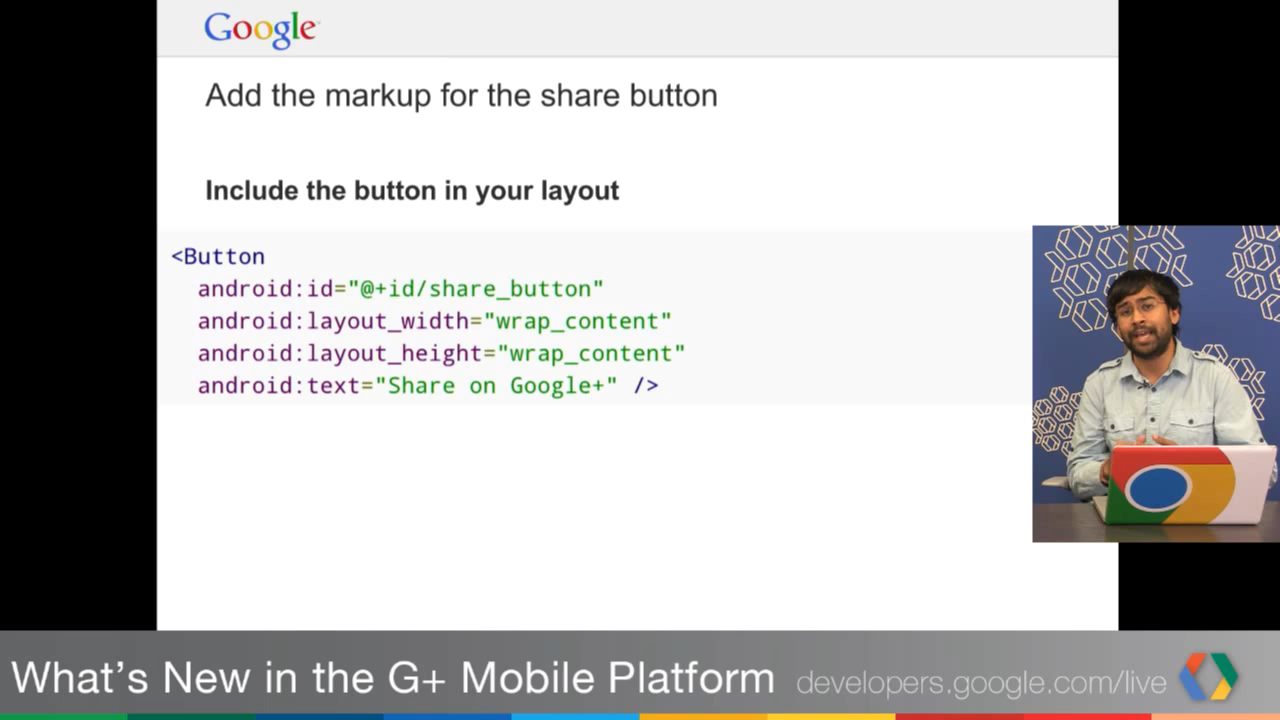 Google
Add the markup for the share button
Include the button in your layout
<Button
android:id="@+id/share_button"
android:layout_width="wrap_content"
android:layout_height="wrap_content"
android:text="Share on Google+" />
What's New in the G+ Mobile Platform developers.google.com/live